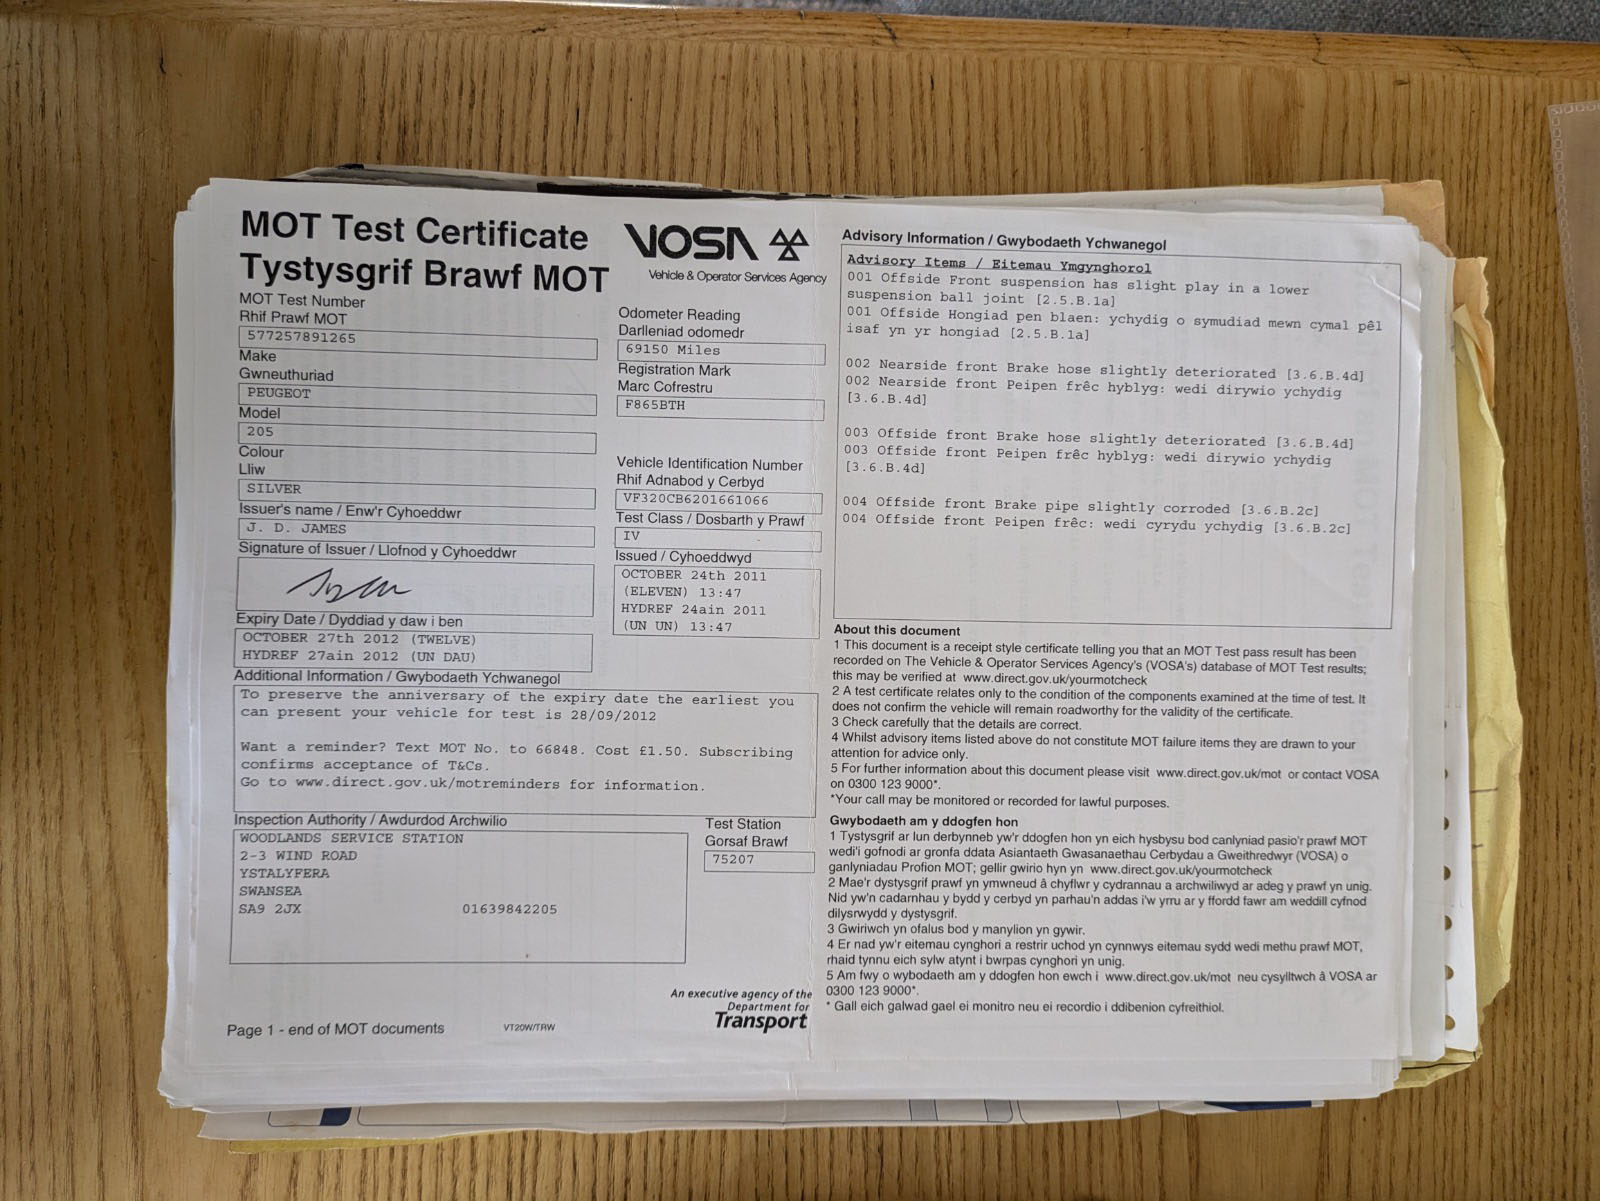 MOT Test Certificate
Tystysgrif Brawf MOT
VOSA
Vehicle & Operator Services Agency
MOT Test Number
Rhif Prawf MOT
577257891265
Make
Gwneuthuriad
PEUGEOT
Model
205
Colour
Lliw
SILVER
Issuer's name / Enw'r Cyhoeddwr
J. D. JAMES
Signature of Issuer / Llofnod y Cyhoeddwr
Expiry Date / Dyddiad y daw i ben
OCTOBER 27th 2012 (TWELVE)
HYDREF 27ain 2012 (UN DAU)
Odometer Reading
Darlleniad odomedr
69150 Miles
Registration Mark
Marc Cofrestru
F865BTH
Vehicle Identification Number
Rhif Adnabod y Cerbyd
VF320CB6201661066
Test Class / Dosbarth y Prawf
IV
Issued / Cyhoeddwyd
OCTOBER 24th 2011
(ELEVEN) 13:47
HYDREF 24ain 2011
(UN UN) 13:47
Additional Information / Gwybodaeth Ychwanegol
To preserve the anniversary of the expiry date the earliest you
can present your vehicle for test is 28/09/2012
Want a reminder? Text MOT No. to 66848. Cost £1.50. Subscribing
confirms acceptance of T&Cs.
Go to www.direct.gov.uk/motreminders for information.
Inspection Authority / Awdurdod Archwilio
WOODLANDS SERVICE STATION
2-3 WIND ROAD
YSTALYFERA
SWANSEA
SA9 2JX 01639842205
Test Station
Gorsaf Brawf
75207
An executive agency of the
Department for
Transport
Page 1 - end of MOT documents
VT20W/TRW
Advisory Information / Gwybodaeth Ychwanegol
Advisory Items / Eitemau Ymgynghorol
001 Offside Front suspension has slight play in a lower
suspension ball joint [2.5.B.1a]
001 Offside Hongiad pen blaen: ychydig o symudiad mewn cymal pêl
isaf yn yr hongiad [2.5.B.1a]
002 Nearside front Brake hose slightly deteriorated [3.6.B.4d]
002 Nearside front Peipen frêc hyblyg: wedi dirywio ychydig
[3.6.B.4d]
003 Offside front Brake hose slightly deteriorated [3.6.B.4d]
003 Offside front Peipen frêc hyblyg: wedi dirywio ychydig
[3.6.B.4d]
004 Offside front Brake pipe slightly corroded [3.6.B.2c]
004 Offside front Peipen frêc: wedi cyrydu ychydig [3.6.B.2c]
About this document
1 This document is a receipt style certificate telling you that an MOT Test pass result has been
recorded on The Vehicle & Operator Services Agency's (VOSA's) database of MOT Test results;
this may be verified at www.direct.gov.uk/yourmotcheck
2 A test certificate relates only to the condition of the components examined at the time of test. It
does not confirm the vehicle will remain roadworthy for the validity of the certificate.
3 Check carefully that the details are correct.
4 Whilst advisory items listed above do not constitute MOT failure items they are drawn to your
attention for advice only.
5 For further information about this document please visit www.direct.gov.uk/mot or contact VOSA
on 0300 123 9000*.
*Your call may be monitored or recorded for lawful purposes.
Gwybodaeth am y ddogfen hon
1 Tystysgrif ar lun derbynneb yw'r ddogfen hon yn eich hysbysu bod canlyniad pasio'r prawf MOT
wedi'i gofnodi ar gronfa ddata Asiantaeth Gwasanaethau Cerbydau a Gweithredwyr (VOSA) o
ganlyniadau Profion MOT; gellir gwirio hyn yn www.direct.gov.uk/yourmotcheck
2 Mae'r dystysgrif prawf yn ymwneud â chyflwr y cydrannau a archwiliwyd ar adeg y prawf yn unig.
Nid yw'n cadarnhau y bydd y cerbyd yn parhau'n addas i'w yrru ar y ffordd fawr am weddill cyfnod
dilysrwydd y dystysgrif.
3 Gwiriwch yn ofalus bod y manylion yn gywir.
4 Er nad yw'r eitemau cynghori a restrir uchod yn cynnwys eitemau sydd wedi methu prawf MOT,
rhaid tynnu eich sylw atynt i bwrpas cynghori yn unig.
5 Am fwy o wybodaeth am y ddogfen hon ewch i www.direct.gov.uk/mot neu cysylltwch â VOSA ar
0300 123 9000*.
* Gall eich galwad gael ei monitro neu ei recordio i ddibenion cyfreithiol.